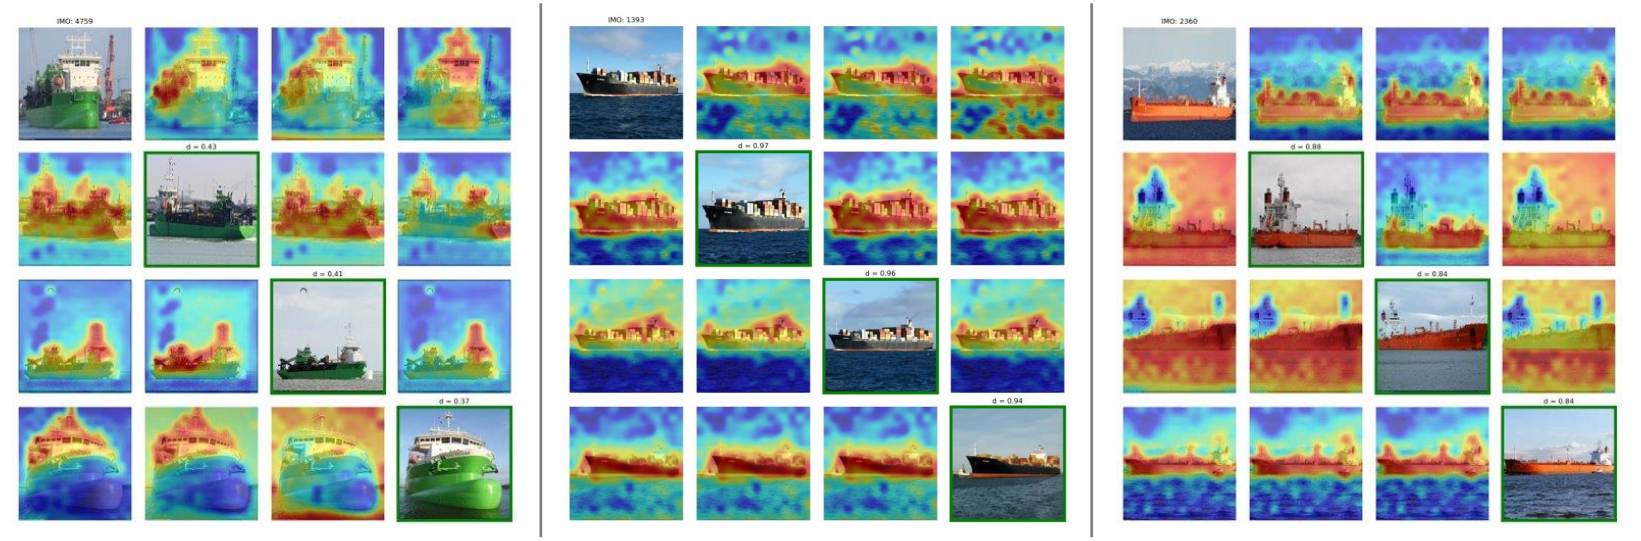 IMO: 4759
d = 0.43
d = 0.41
d = 0.37
IMO: 1393
d = 0.97
d = 0.96
d = 0.94
IMO: 2360
d = 0.88
d = 0.84
d = 0.84